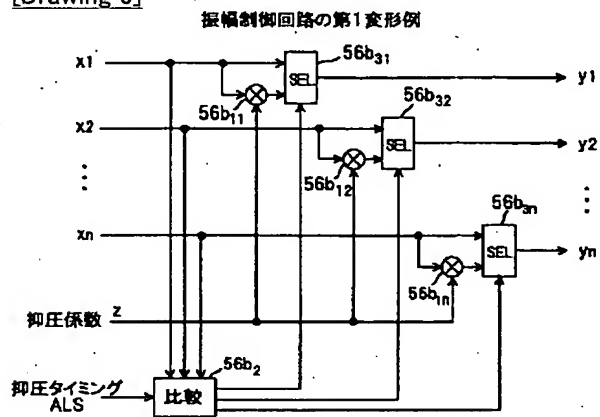 [Drawing 6]
振幅制御回路の第1変形例
x1
SEL
56b31
y1
56b11
x2
SEL
56b32
y2
56b12
⋮
⋮
xn
SEL
56b3n
yn
56b1n
抑圧係数 z
56b2
抑圧タイミング
ALS
比較